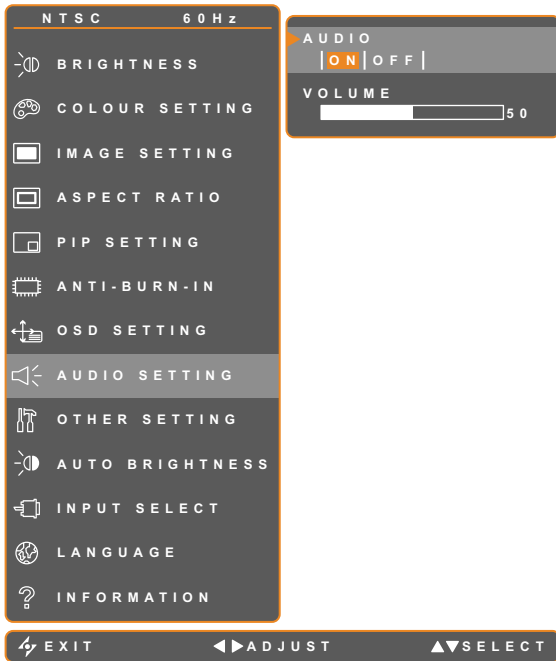 NTSC 60Hz
BRIGHTNESS
COLOUR SETTING
IMAGE SETTING
ASPECT RATIO
PIP SETTING
ANTI-BURN-IN
OSD SETTING
AUDIO SETTING
OTHER SETTING
AUTO BRIGHTNESS
INPUT SELECT
LANGUAGE
INFORMATION
AUDIO
ON OFF
VOLUME
50
EXIT ADJUST SELECT